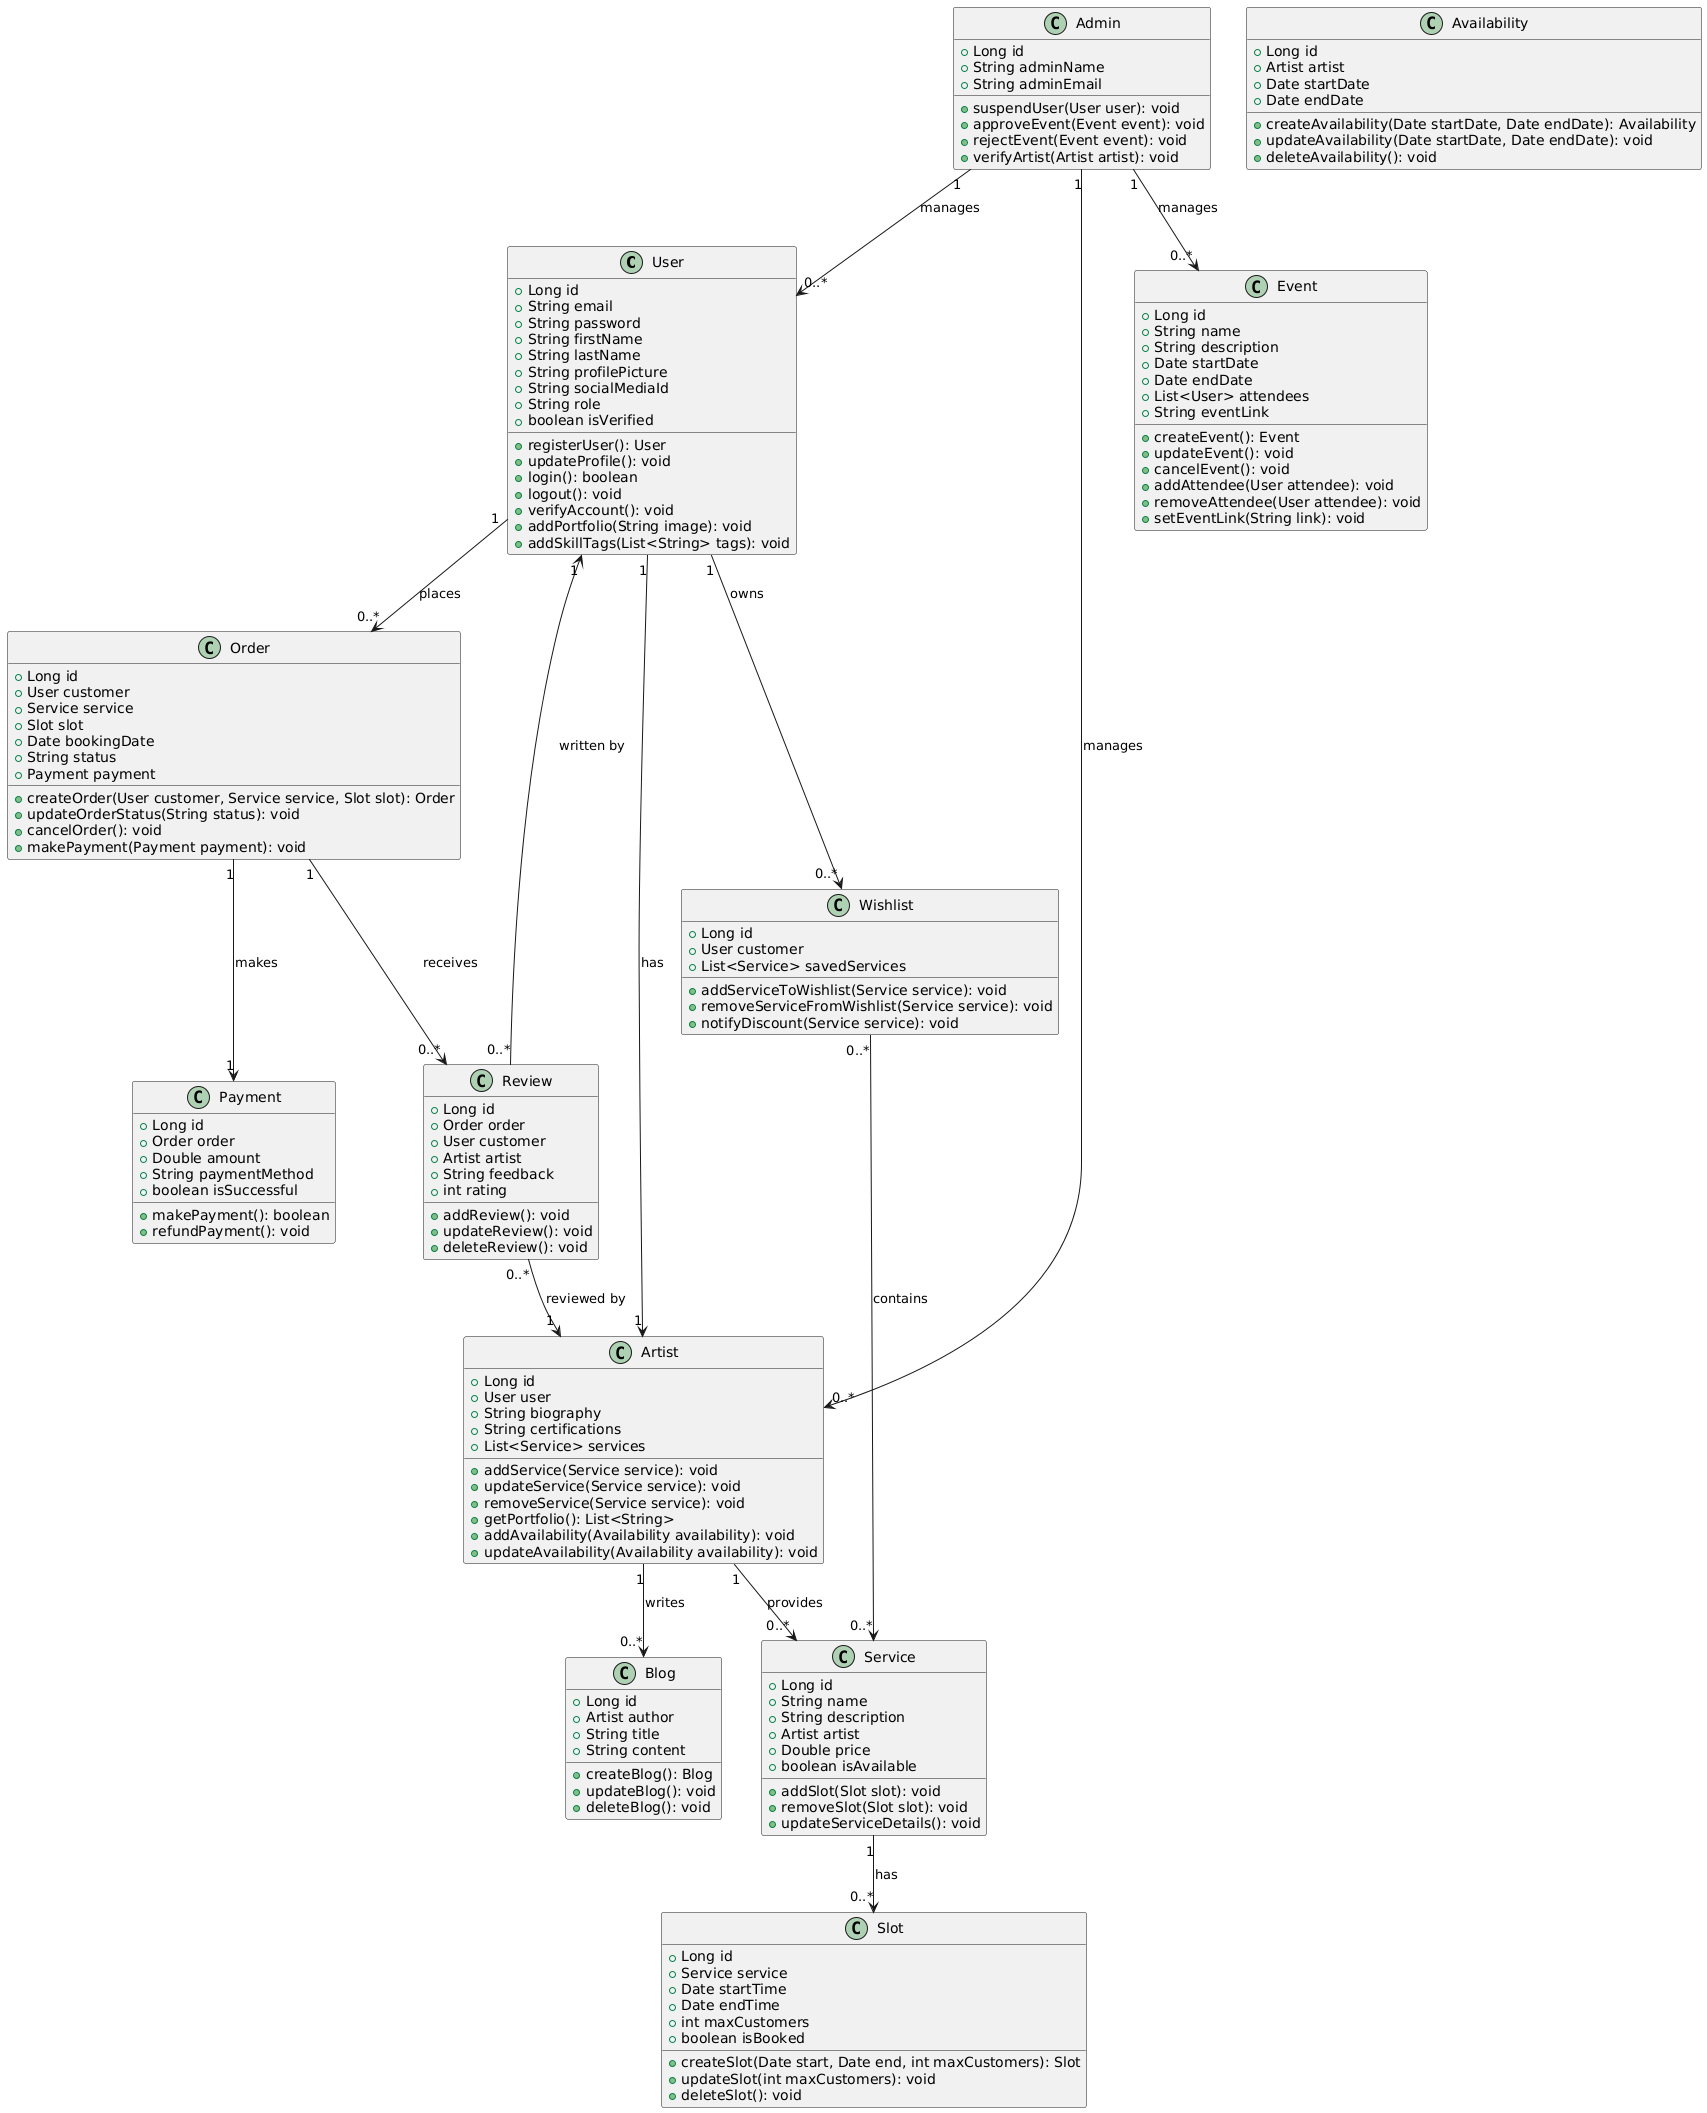 C Admin
+Long id
+String adminName
+String adminEmail
+suspendUser(User user): void
+approveEvent(Event event): void
+rejectEvent(Event event): void
+verifyArtist(Artist artist): void
C Availability
Long id
Artist artist
Date startDate
Date endDate
createAvailability(Date startDate, Date endDate): Availability
updateAvailability(Date startDate, Date endDate): void
deleteAvailability(): void
1
1
1
manages
manages
0..*
0..*
C User
Long id
String email
String password
String firstName
String lastName
String profilePicture
String socialMediaId
String role
boolean isVerified
registerUser(): User
updateProfile(): void
login(): boolean
logout(): void
verifyAccount(): void
addPortfolio(String image): void
addSkillTags(List<String> tags): void
C Event
Long id
String name
String description
Date startDate
Date endDate
List<User> attendees
String eventLink
createEvent(): Event
updateEvent(): void
cancelEvent(): void
addAttendee(User attendee): void
removeAttendee(User attendee): void
setEventLink(String link): void
1
1
1
1
places
owns
0..*
C Order
Long id
User customer
Service service
Slot slot
Date bookingDate
String status
Payment payment
createOrder(User customer, Service service, Slot slot): Order
updateOrderStatus(String status): void
cancelOrder(): void
makePayment(Payment payment): void
written by
manages
1
1
0..*
C Wishlist
Long id
User customer
List<Service> savedServices
addServiceToWishlist(Service service): void
removeServiceFromWishlist(Service service): void
notifyDiscount(Service service): void
makes
receives
has
1
0..*
0..*
0..*
C Payment
Long id
Order order
Double amount
String paymentMethod
boolean isSuccessful
makePayment(): boolean
refundPayment(): void
C Review
Long id
Order order
User customer
Artist artist
String feedback
int rating
addReview(): void
updateReview(): void
deleteReview(): void
0..*
reviewed by
contains
1
1
0..*
C Artist
Long id
User user
String biography
String certifications
List<Service> services
addService(Service service): void
updateService(Service service): void
removeService(Service service): void
getPortfolio(): List<String>
addAvailability(Availability availability): void
updateAvailability(Availability availability): void
1
1
writes
provides
0..*
0..*
0..*
C Blog
Long id
Artist author
String title
String content
createBlog(): Blog
updateBlog(): void
deleteBlog(): void
C Service
Long id
String name
String description
Artist artist
Double price
boolean isAvailable
addSlot(Slot slot): void
removeSlot(Slot slot): void
updateServiceDetails(): void
1
has
0..*
C Slot
Long id
Service service
Date startTime
Date endTime
int maxCustomers
boolean isBooked
createSlot(Date start, Date end, int maxCustomers): Slot
updateSlot(int maxCustomers): void
deleteSlot(): void